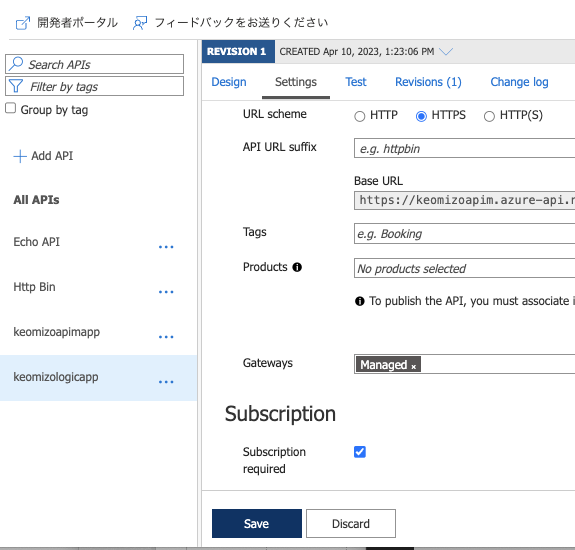 開発者ポータル フィードバックをお送りください
Search APIs
Filter by tags
Group by tag
Add API
All APIs
Echo API ...
Http Bin ...
keomizoapimapp ...
keomizologicapp ...
REVISION 1 CREATED Apr 10, 2023, 1:23:06 PM
Design Settings Test Revisions (1) Change log
URL scheme HTTP HTTPS HTTP(S)
API URL suffix e.g. httpbin
Base URL
https://keomizoapim.azure-api.n
Tags e.g. Booking
Products No products selected
To publish the API, you must associate i
Gateways Managed x
Subscription
Subscription
required
Save Discard